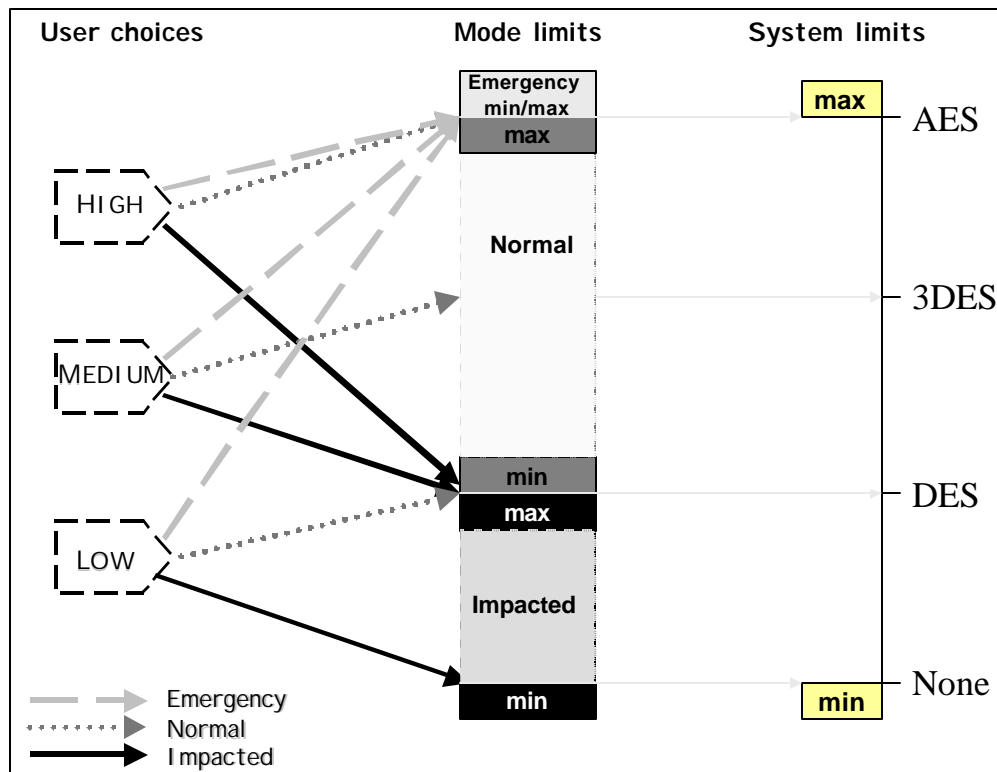 User choices
Mode limits
System limits
Emergency
min/max
max
max
AES
HIGH
Normal
3DES
MEDIUM
min
max
DES
LOW
Impacted
None
min
min
Emergency
Normal
Impacted